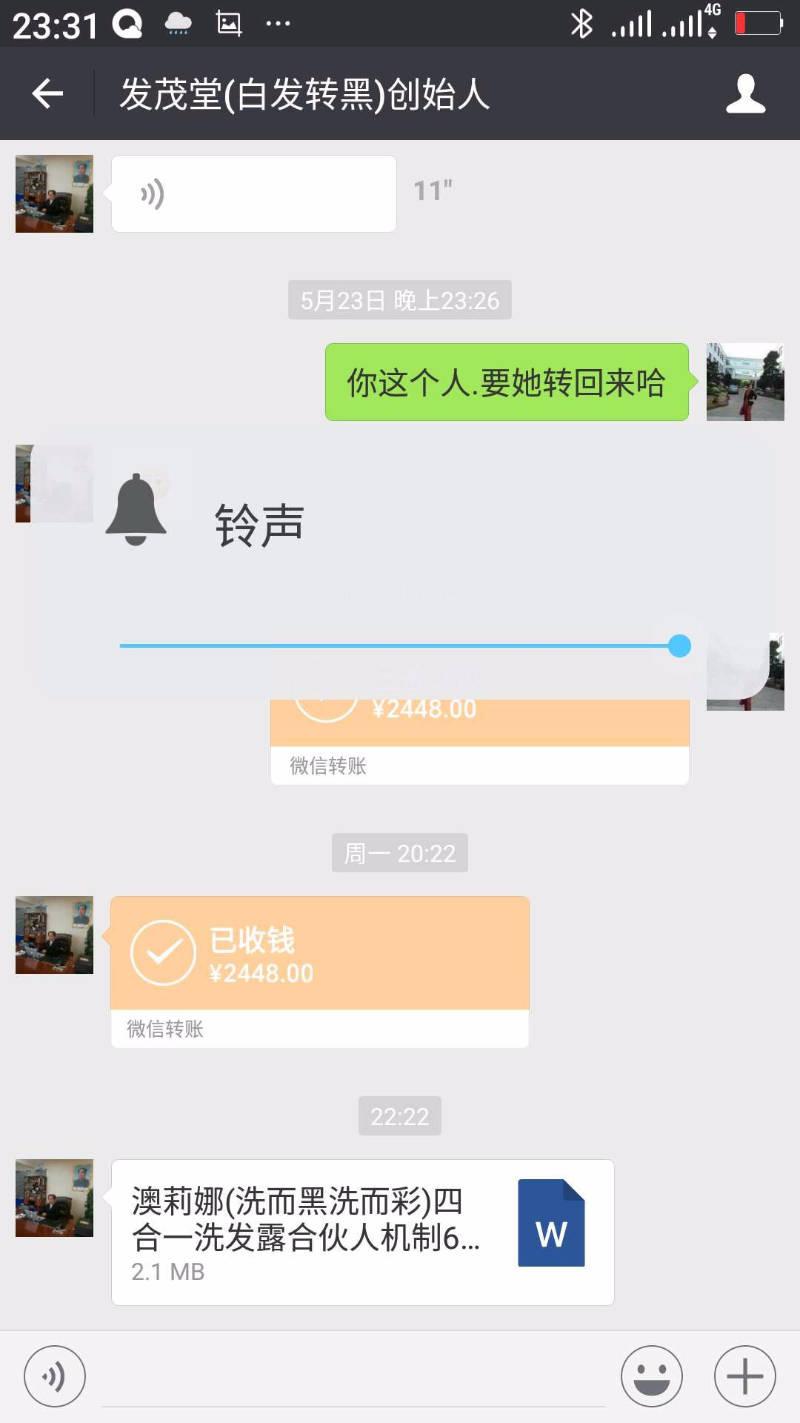 23:31
4G
发茂堂(白发转黑)创始人
11"
5月23日 晚上23:26
你这个人.要她转回来哈
铃声
¥2448.00
微信转账
周一 20:22
已收钱
¥2448.00
微信转账
22:22
澳莉娜(洗而黑洗而彩)四
合一洗发露合伙人机制6...
W
2.1 MB